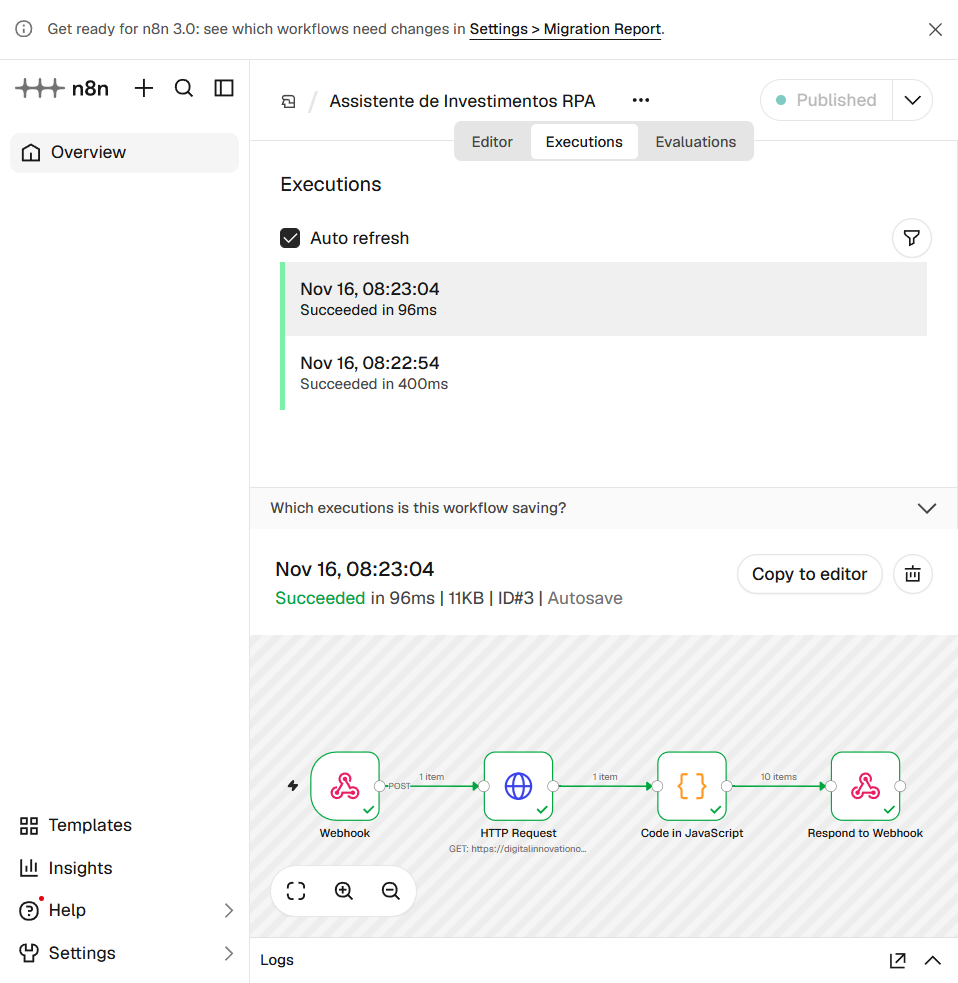 Get ready for n8n 3.0: see which workflows need changes in Settings > Migration Report.
n8n
Assistente de Investimentos RPA
Published
Overview
Editor
Executions
Evaluations
Executions
Auto refresh
Nov 16, 08:23:04
Succeeded in 96ms
Nov 16, 08:22:54
Succeeded in 400ms
Which executions is this workflow saving?
Nov 16, 08:23:04
Succeeded in 96ms | 11KB | ID#3 | Autosave
Copy to editor
POST
1 item
1 item
10 items
Webhook
HTTP Request
GET: https://digitalinnovationo...
Code in JavaScript
Respond to Webhook
Templates
Insights
Help
Settings
Logs